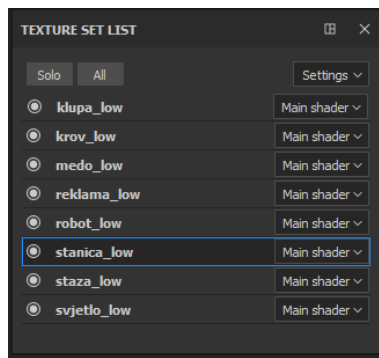 TEXTURE SET LIST
Solo All Settings
klupa_low Main shader
krov_low Main shader
medo_low Main shader
reklama_low Main shader
robot_low Main shader
stanica_low Main shader
staza_low Main shader
svjetlo_low Main shader